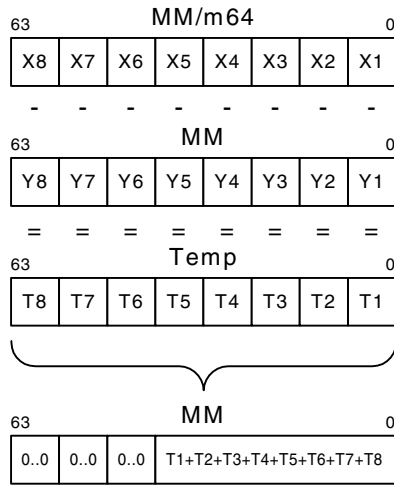 MM/m64
63 0
X8 X7 X6 X5 X4 X3 X2 X1
- - - - - - - -
MM
63 0
Y8 Y7 Y6 Y5 Y4 Y3 Y2 Y1
= = = = = = = =
Temp
63 0
T8 T7 T6 T5 T4 T3 T2 T1
MM
63 0
0..0 0..0 0..0 T1+T2+T3+T4+T5+T6+T7+T8